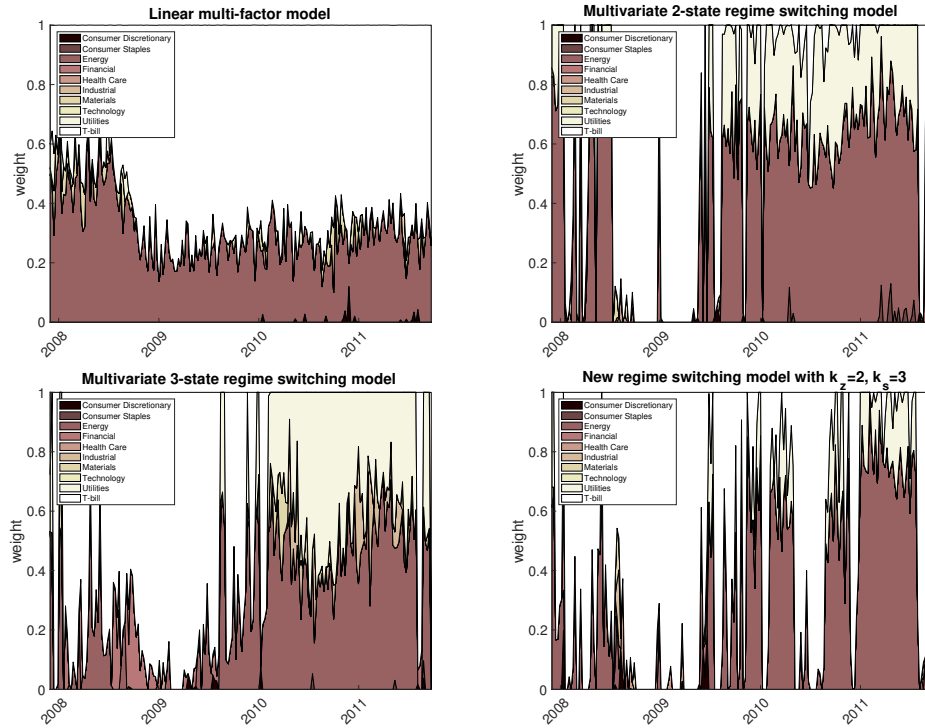 Linear multi-factor model
1
0.8
0.6
0.4
0.2
0
weight
Consumer Discretionary
Consumer Staples
Energy
Financial
Health Care
Industrial
Materials
Technology
Utilities
T-bill
2008
2009
2010
2011
Multivariate 2-state regime switching model
1
0.8
0.6
0.4
0.2
0
weight
Consumer Discretionary
Consumer Staples
Energy
Financial
Health Care
Industrial
Materials
Technology
Utilities
T-bill
2008
2009
2010
2011
Multivariate 3-state regime switching model
1
0.8
0.6
0.4
0.2
0
weight
Consumer Discretionary
Consumer Staples
Energy
Financial
Health Care
Industrial
Materials
Technology
Utilities
T-bill
2008
2009
2010
2011
New regime switching model with k_z=2, k_s=3
1
0.8
0.6
0.4
0.2
0
weight
Consumer Discretionary
Consumer Staples
Energy
Financial
Health Care
Industrial
Materials
Technology
Utilities
T-bill
2008
2009
2010
2011